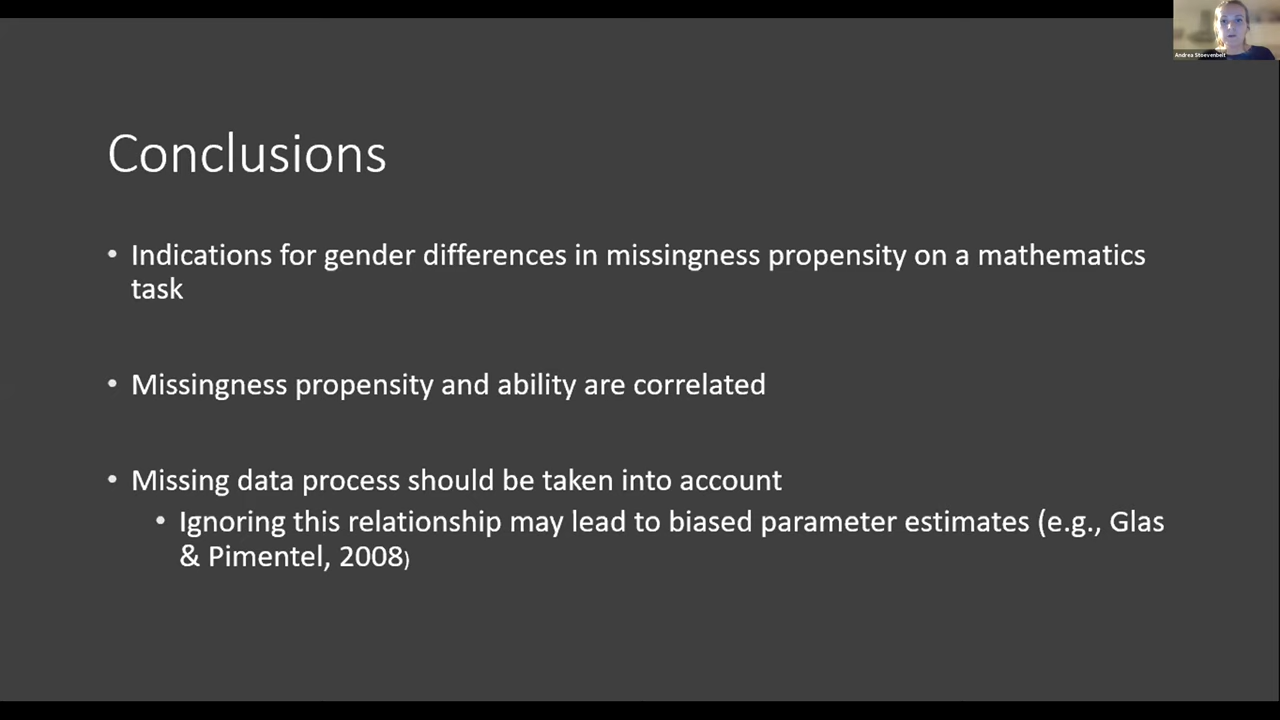 Andrea Stoevenbelt
Conclusions
• Indications for gender differences in missingness propensity on a mathematics
task
• Missingness propensity and ability are correlated
• Missing data process should be taken into account
• Ignoring this relationship may lead to biased parameter estimates (e.g., Glas
& Pimentel, 2008)